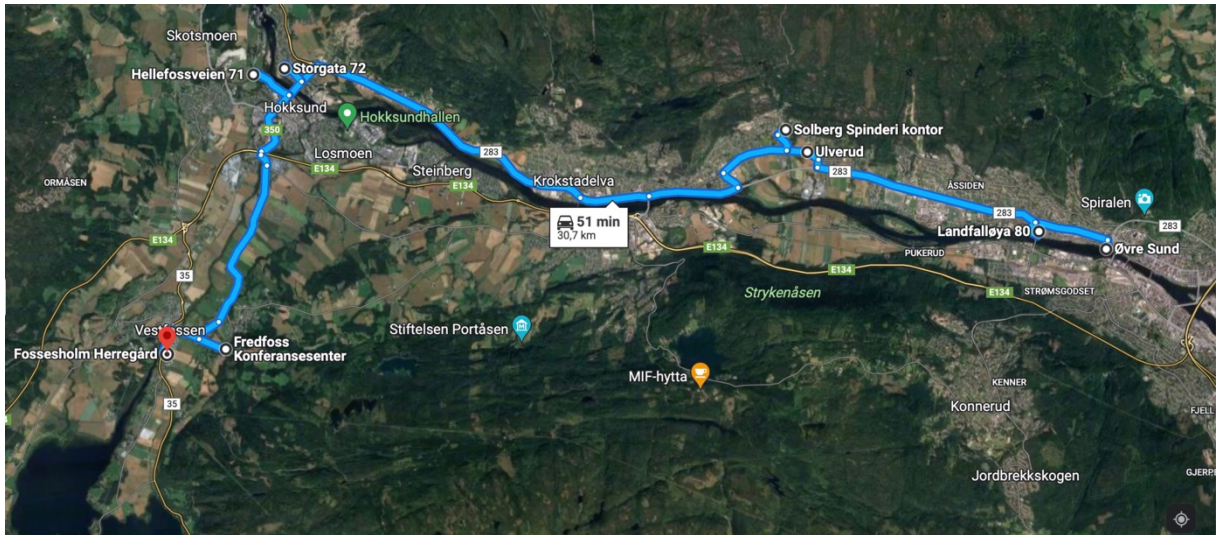 Skotsmoen
Hellefossveien 71
Storgata 72
Hokksund
Hokksundhallen
350
Losmoen
E134
Steinberg
283
E134
Krokstadelva
Solberg Spinderi kontor
Ulverud
283
ÅSSIDEN
283
Spiralen
283
Landfalløya 80
Øvre Sund
PUKERUD
51 min
30,7 km
ORMÅSEN
E134
35
E134
E134
STRØMSGODSET
Strykenåsen
Vestfossen
Fossesholm Herregård
Fredfoss
Konferansesenter
Stiftelsen Portåsen
MIF-hytta
35
KENNER
Konnerud
FJELL
Jordbrekkskogen